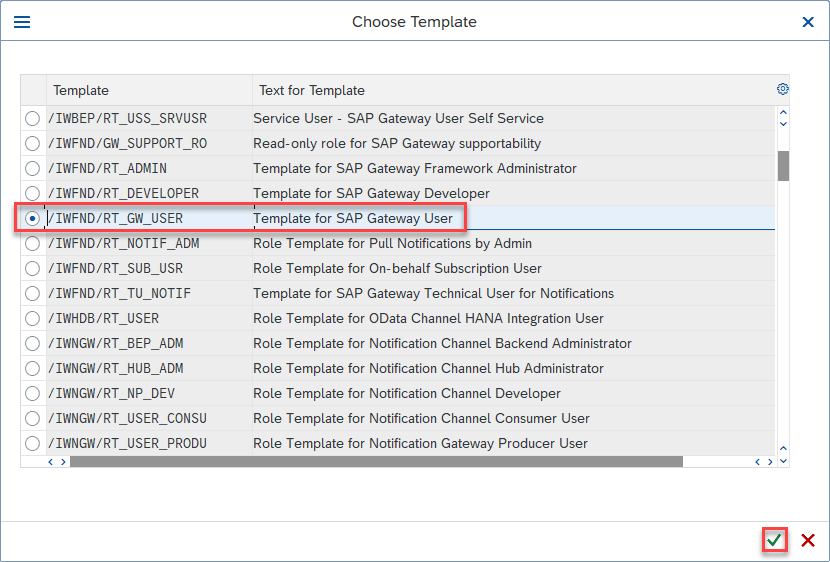 Choose Template
Template Text for Template
/IWBEP/RT_USS_SRVUSR Service User - SAP Gateway User Self Service
/IWFND/GW_SUPPORT_RO Read-only role for SAP Gateway supportability
/IWFND/RT_ADMIN Template for SAP Gateway Framework Administrator
/IWFND/RT_DEVELOPER Template for SAP Gateway Developer
/IWFND/RT_GW_USER Template for SAP Gateway User
/IWFND/RT_NOTIF_ADM Role Template for Pull Notifications by Admin
/IWFND/RT_SUB_USR Role Template for On-behalf Subscription User
/IWFND/RT_TU_NOTIF Template for SAP Gateway Technical User for Notifications
/IWHDB/RT_USER Role Template for OData Channel HANA Integration User
/IWNGW/RT_BEP_ADM Role Template for Notification Channel Backend Administrator
/IWNGW/RT_HUB_ADM Role Template for Notification Channel Hub Administrator
/IWNGW/RT_NP_DEV Role Template for Notification Channel Developer
/IWNGW/RT_USER_CONSU Role Template for Notification Channel Consumer User
/IWNGW/RT_USER_PRODU Role Template for Notification Gateway Producer User